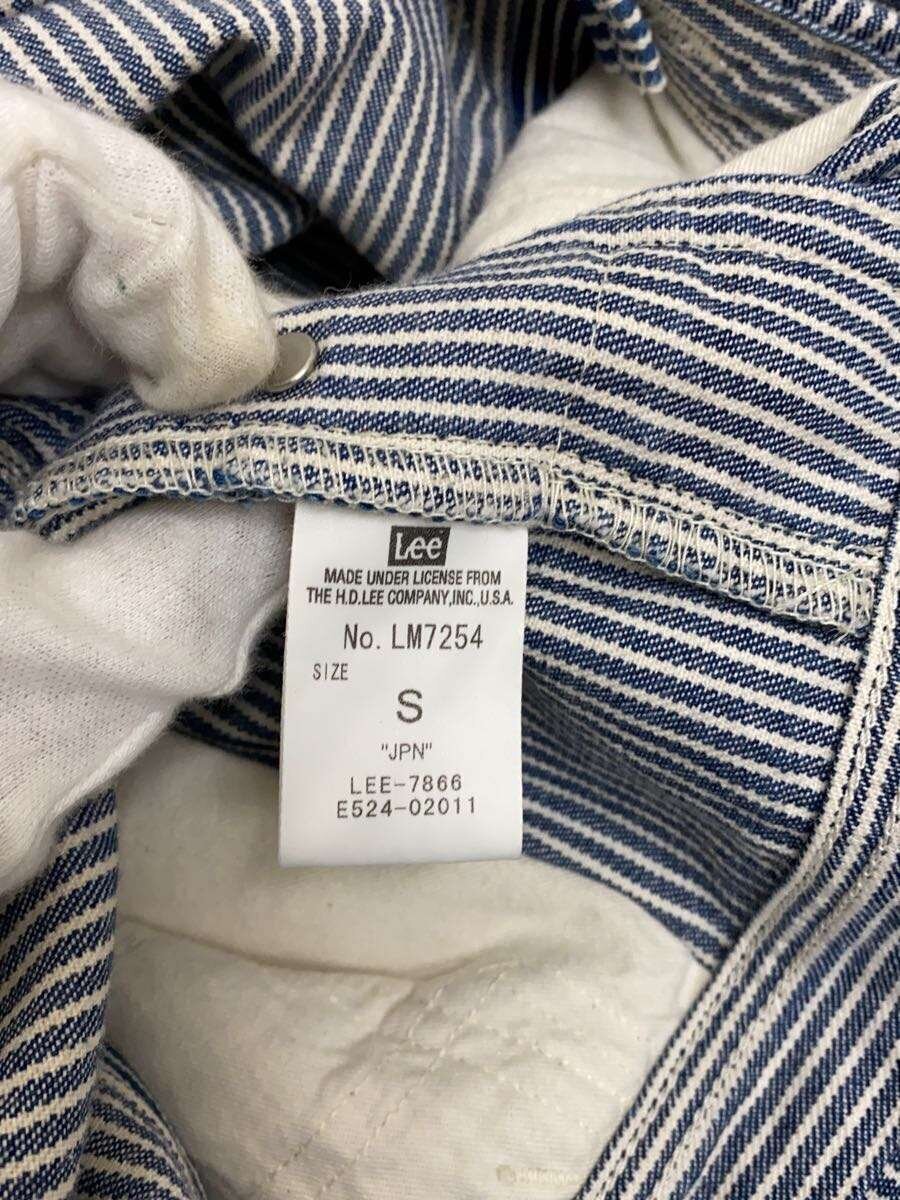 Lee
MADE UNDER LICENSE FROM
THE H.D.LEE COMPANY,INC.,U.S.A.
No. LM7254
SIZE
S
"JPN"
LEE-7866
E524-02011